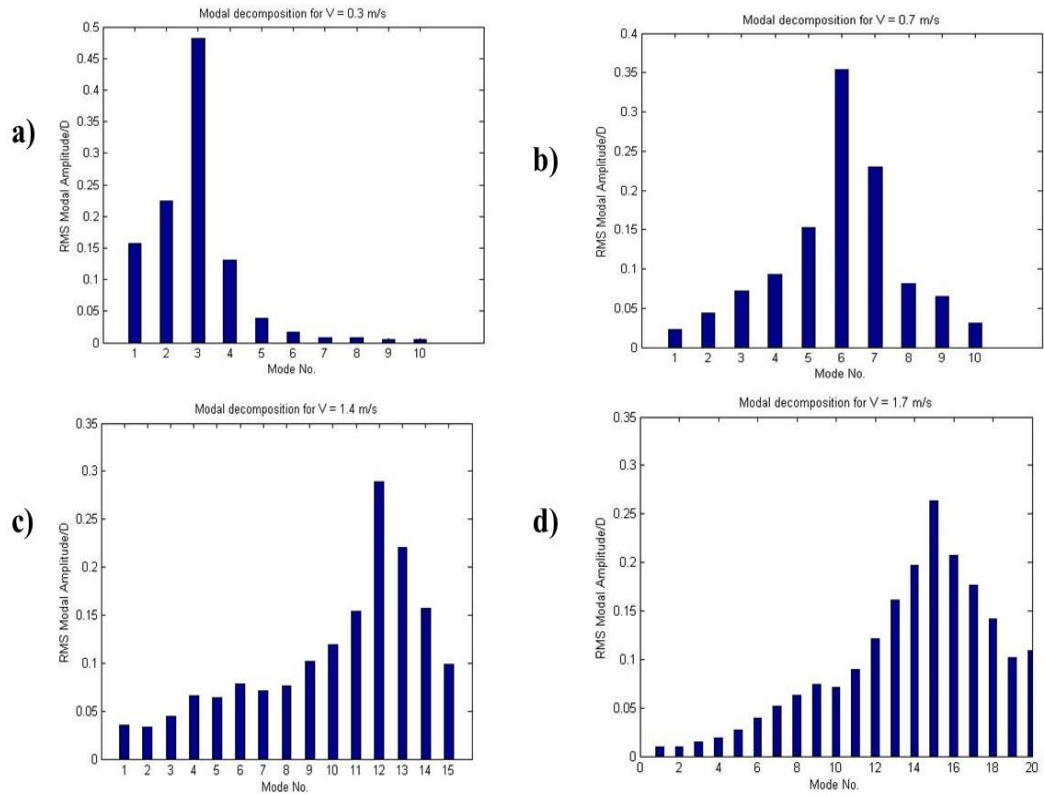 a)
Modal decomposition for V = 0.3 m/s
RMS Modal Amplitude/D
0.5
0.45
0.4
0.35
0.3
0.25
0.2
0.15
0.1
0.05
0
1 2 3 4 5 6 7 8 9 10
Mode No.
b)
Modal decomposition for V = 0.7 m/s
RMS Modal Amplitude/D
0.4
0.35
0.3
0.25
0.2
0.15
0.1
0.05
0
1 2 3 4 5 6 7 8 9 10
Mode No.
c)
Modal decomposition for V = 1.4 m/s
RMS Modal Amplitude/D
0.35
0.3
0.25
0.2
0.15
0.1
0.05
0
1 2 3 4 5 6 7 8 9 10 11 12 13 14 15
Mode No.
d)
Modal decomposition for V = 1.7 m/s
RMS Modal Amplitude/D
0.35
0.3
0.25
0.2
0.15
0.1
0.05
0
0 2 4 6 8 10 12 14 16 18 20
Mode No.